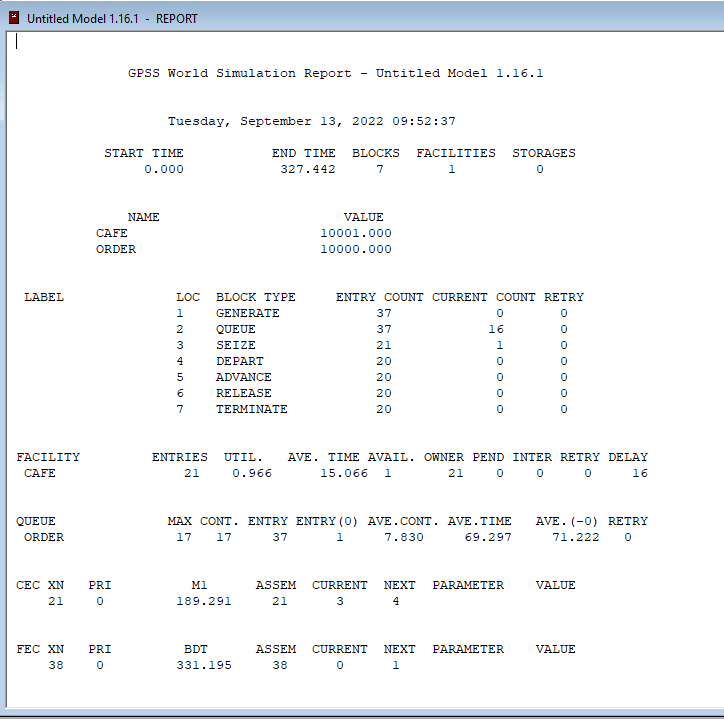 Untitled Model 1.16.1 - REPORT
GPSS World Simulation Report - Untitled Model 1.16.1
Tuesday, September 13, 2022 09:52:37
START TIME END TIME BLOCKS FACILITIES STORAGES
0.000 327.442 7 1 0
NAME VALUE
CAFE 10001.000
ORDER 10000.000
LABEL LOC BLOCK TYPE ENTRY COUNT CURRENT COUNT RETRY
1 GENERATE 37 0 0
2 QUEUE 37 16 0
3 SEIZE 21 1 0
4 DEPART 20 0 0
5 ADVANCE 20 0 0
6 RELEASE 20 0 0
7 TERMINATE 20 0 0
FACILITY ENTRIES UTIL. AVE. TIME AVAIL. OWNER PEND INTER RETRY DELAY
CAFE 21 0.966 15.066 1 21 0 0 0 16
QUEUE MAX CONT. ENTRY ENTRY(0) AVE.CONT. AVE.TIME AVE.(-0) RETRY
ORDER 17 17 37 1 7.830 69.297 71.222 0
CEC XN PRI M1 ASSEM CURRENT NEXT PARAMETER VALUE
21 0 189.291 21 3 4
FEC XN PRI BDT ASSEM CURRENT NEXT PARAMETER VALUE
38 0 331.195 38 0 1